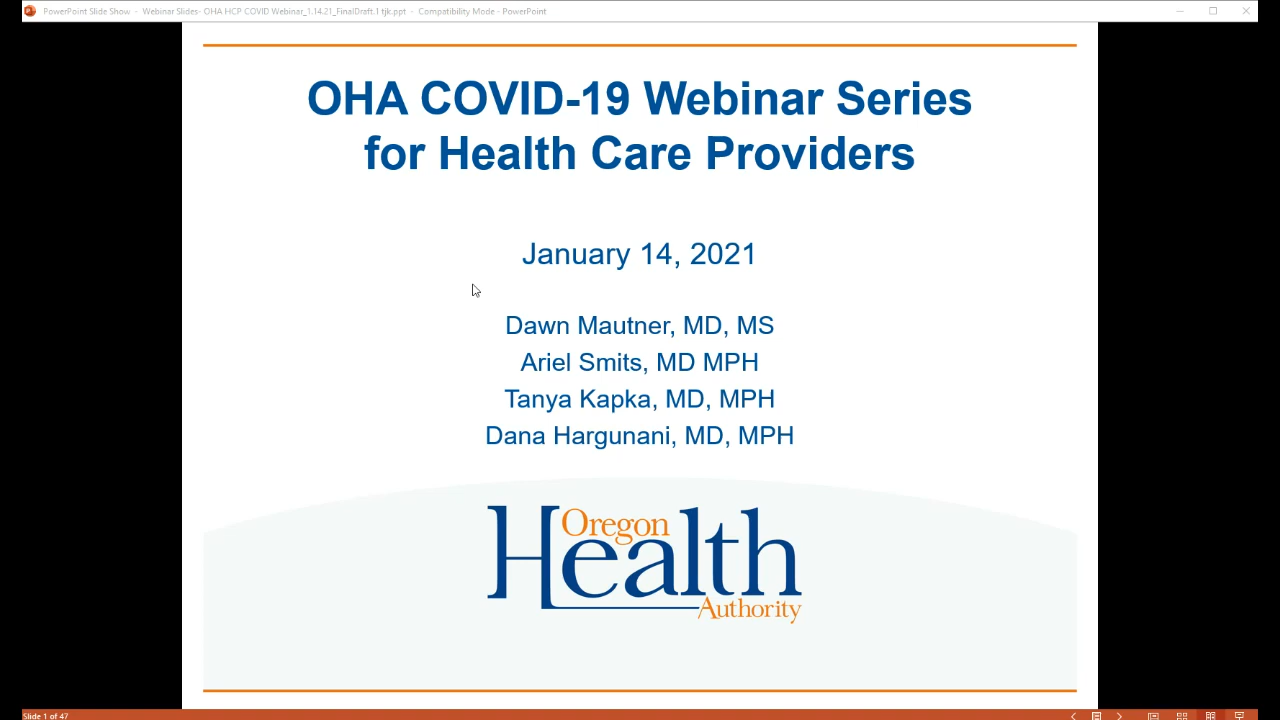 PowerPoint Slide Show - Webinar Slides- OHA HCP COVID Webinar_1.14.21_FinalDraft.1 tjk.ppt - Compatibility Mode - PowerPoint
OHA COVID-19 Webinar Series
for Health Care Providers
January 14, 2021
Dawn Mautner, MD, MS
Ariel Smits, MD MPH
Tanya Kapka, MD, MPH
Dana Hargunani, MD, MPH
Oregon
Health
Authority
Slide 1 of 47